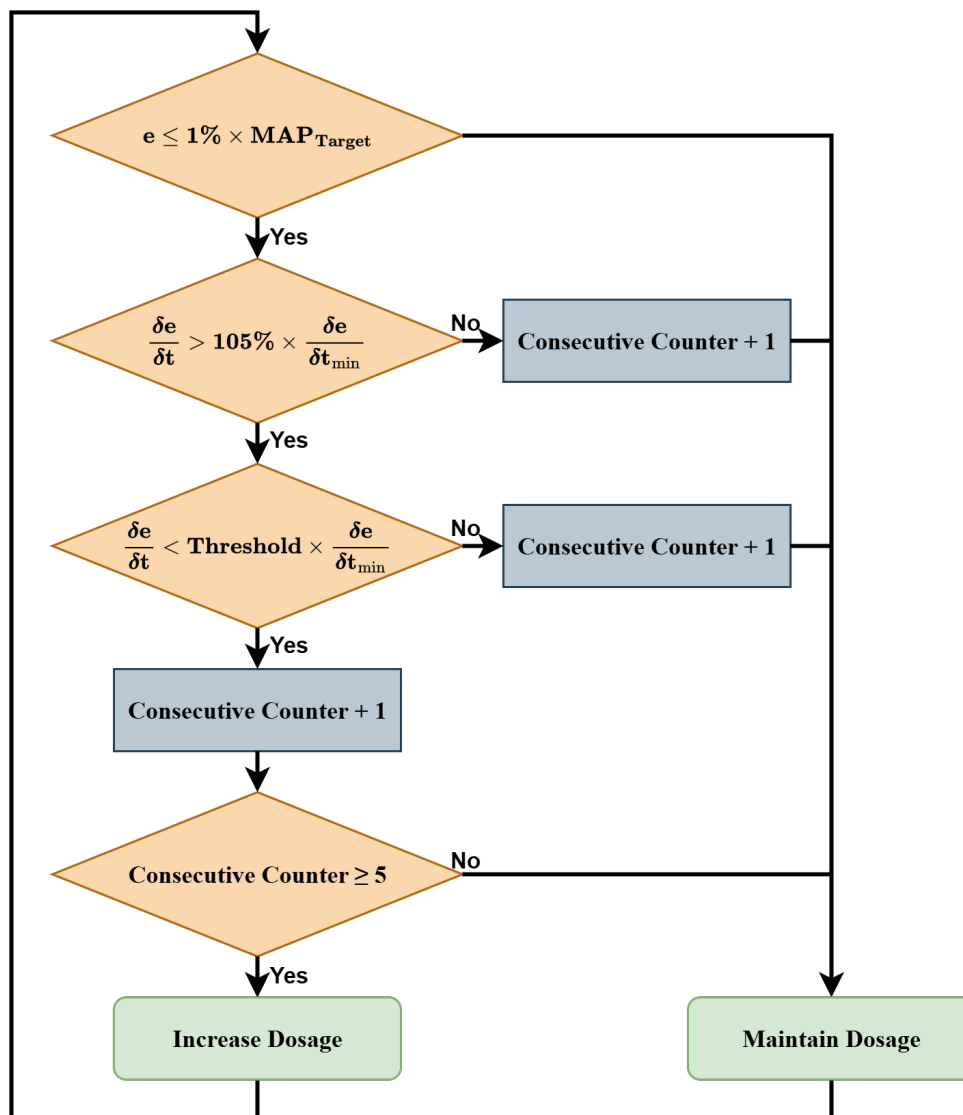 e ≤ 1% × MAP_Target
Yes
δe/δt > 105% × δe/δt_min
No
Consecutive Counter + 1
Yes
δe/δt < Threshold × δe/δt_min
No
Consecutive Counter + 1
Yes
Consecutive Counter + 1
Consecutive Counter ≥ 5
No
Yes
Increase Dosage
Maintain Dosage